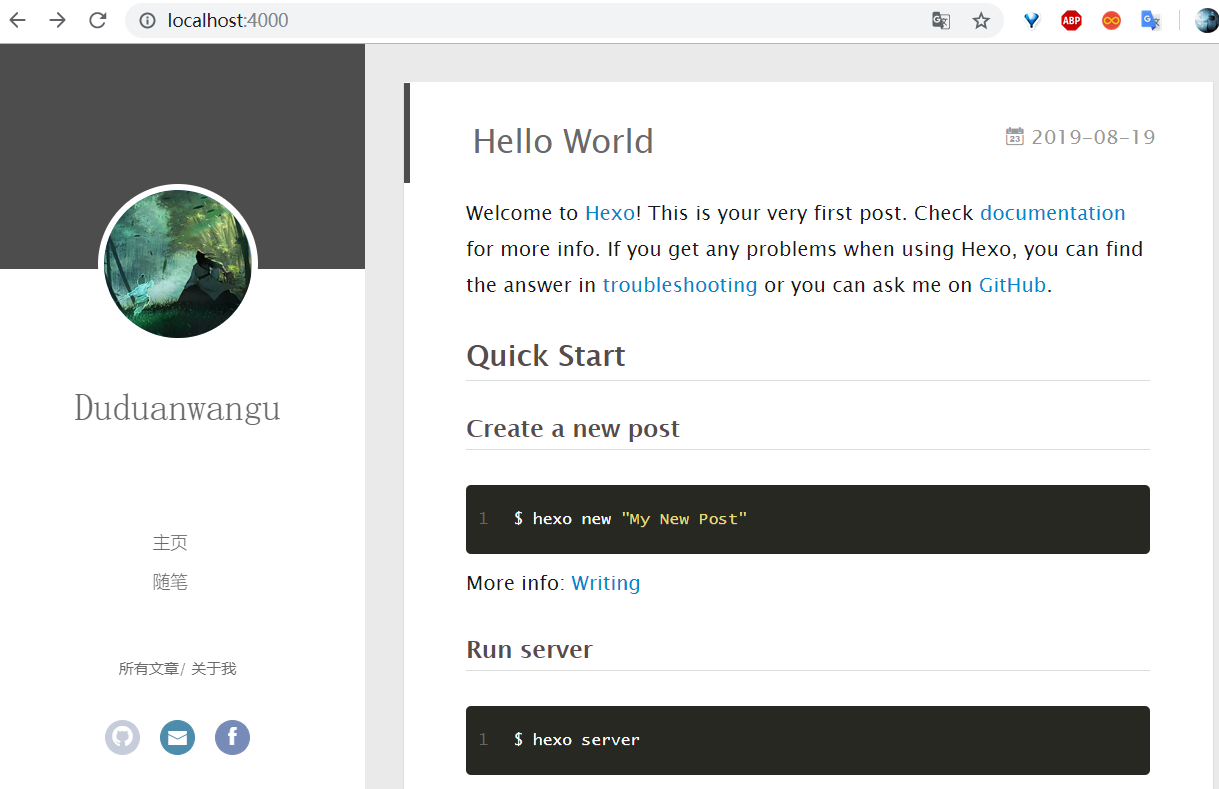 localhost:4000
ABP
Duduanwangu
主页
随笔
所有文章/ 关于我
Hello World
23 2019-08-19
Welcome to Hexo! This is your very first post. Check documentation
for more info. If you get any problems when using Hexo, you can find
the answer in troubleshooting or you can ask me on GitHub.
Quick Start
Create a new post
1 $ hexo new "My New Post"
More info: Writing
Run server
1 $ hexo server